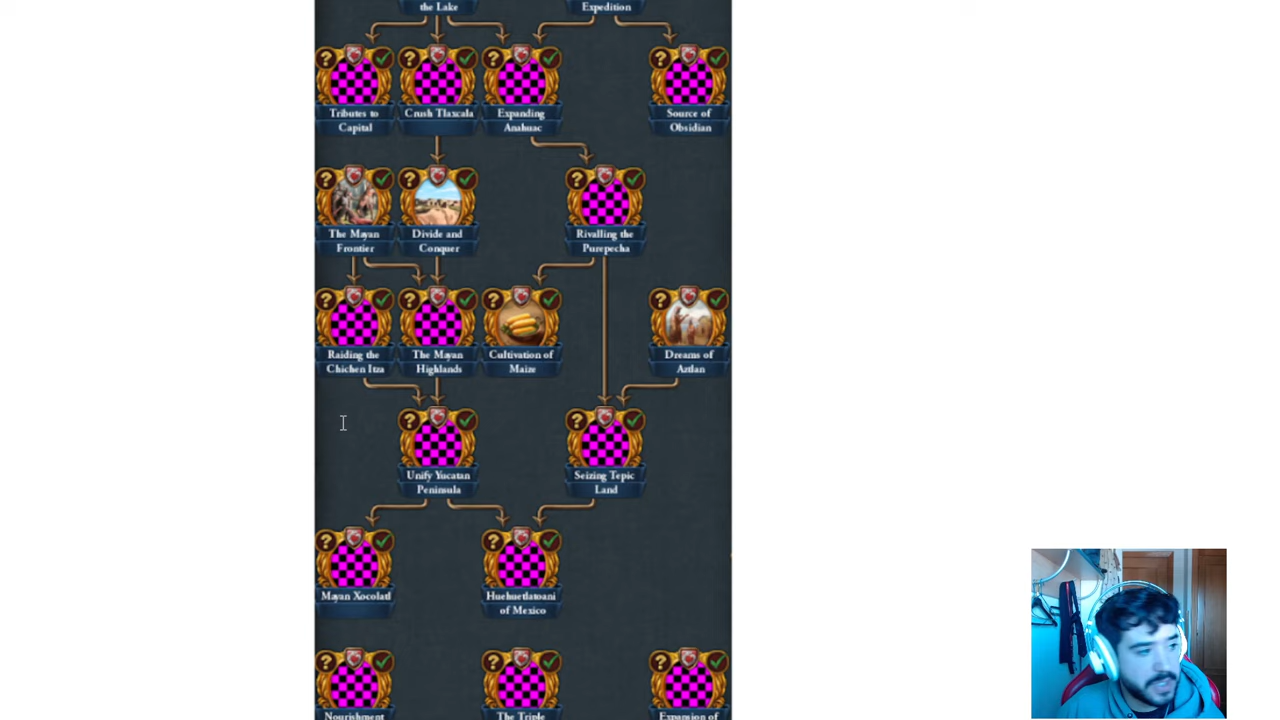 the Lake
Expedition
Tributes to
Capital
Crush Tlaxcala
Expanding
Anahuac
Source of
Obsidian
The Mayan
Frontier
Divide and
Conquer
Rivalling the
Purepecha
Raiding the
Chichen Itza
The Mayan
Highlands
Cultivation of
Maize
Dreams of
Aztlan
Unify Yucatan
Peninsula
Seizing Tepic
Land
Mayan Xocolatl
Huehuetlatoani
of Mexico
Nourishment
The Triple
Expansion of